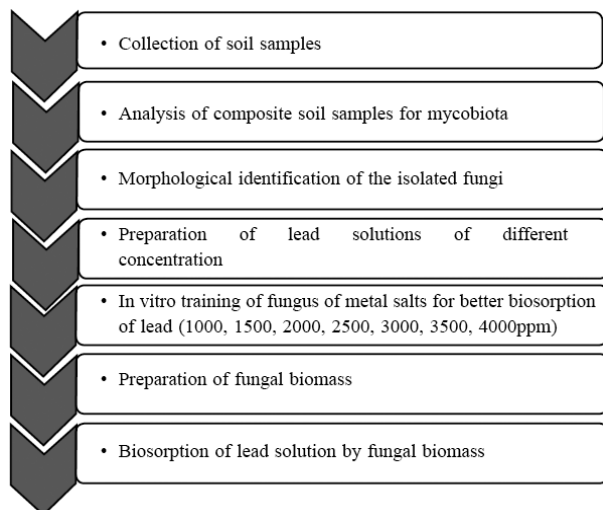 • Collection of soil samples
• Analysis of composite soil samples for mycobiota
• Morphological identification of the isolated fungi
• Preparation of lead solutions of different
concentration
• In vitro training of fungus of metal salts for better biosorption
of lead (1000, 1500, 2000, 2500, 3000, 3500, 4000ppm)
• Preparation of fungal biomass
• Biosorption of lead solution by fungal biomass